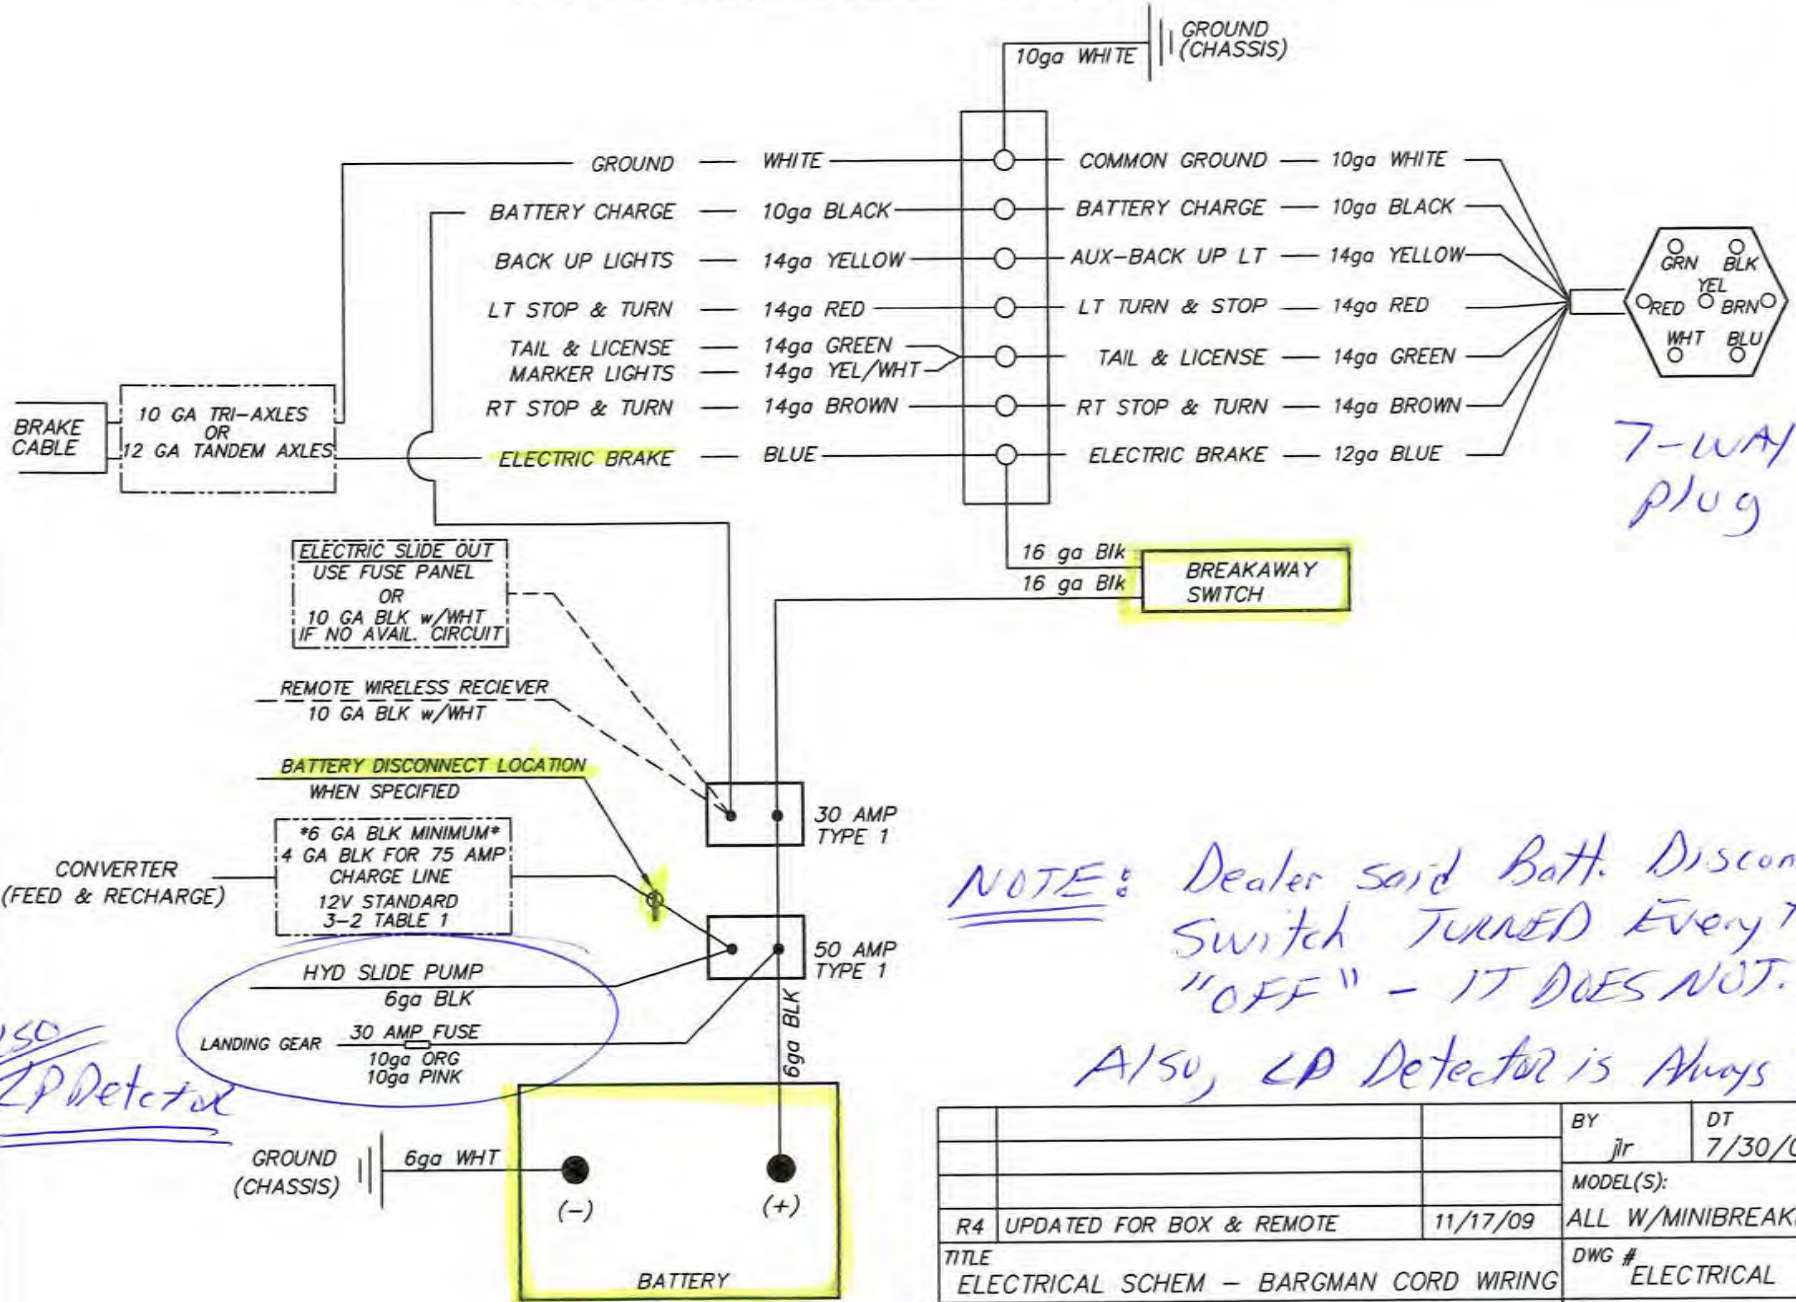 GROUND
(CHASSIS)
10ga WHITE
GROUND — WHITE
COMMON GROUND — 10ga WHITE
BATTERY CHARGE — 10ga BLACK
BATTERY CHARGE — 10ga BLACK
BACK UP LIGHTS — 14ga YELLOW
AUX-BACK UP LT — 14ga YELLOW
LT STOP & TURN — 14ga RED
LT TURN & STOP — 14ga RED
TAIL & LICENSE — 14ga GREEN
MARKER LIGHTS — 14ga YEL/WHT
TAIL & LICENSE — 14ga GREEN
RT STOP & TURN — 14ga BROWN
RT STOP & TURN — 14ga BROWN
ELECTRIC BRAKE — BLUE
ELECTRIC BRAKE — 12ga BLUE
GRN BLK
YEL
RED BRN
WHT BLU
7-WAY
plug
BRAKE
CABLE
10 GA TRI-AXLES
OR
12 GA TANDEM AXLES
16 ga Blk
16 ga Blk
BREAKAWAY
SWITCH
ELECTRIC SLIDE OUT
USE FUSE PANEL
OR
10 GA BLK w/WHT
IF NO AVAIL. CIRCUIT
REMOTE WIRELESS RECIEVER
10 GA BLK w/WHT
BATTERY DISCONNECT LOCATION
WHEN SPECIFIED
30 AMP
TYPE 1
CONVERTER
(FEED & RECHARGE)
*6 GA BLK MINIMUM*
4 GA BLK FOR 75 AMP
CHARGE LINE
12V STANDARD
3-2 TABLE 1
50 AMP
TYPE 1
HYD SLIDE PUMP
6ga BLK
LANDING GEAR
30 AMP FUSE
10ga ORG
10ga PINK
6ga BLK
LP Detector
NOTE: Dealer said Batt. Discon
Switch TURNED EveryT
"OFF" - IT DOES NOT.
Also, LP Detector is Always
GROUND
(CHASSIS)
6ga WHT
(-)
(+)
BATTERY
BY
jlr
DT
7/30/0
MODEL(S):
ALL W/MINIBREAK
R4 UPDATED FOR BOX & REMOTE 11/17/09
TITLE
ELECTRICAL SCHEM - BARGMAN CORD WIRING
DWG #
ELECTRICAL